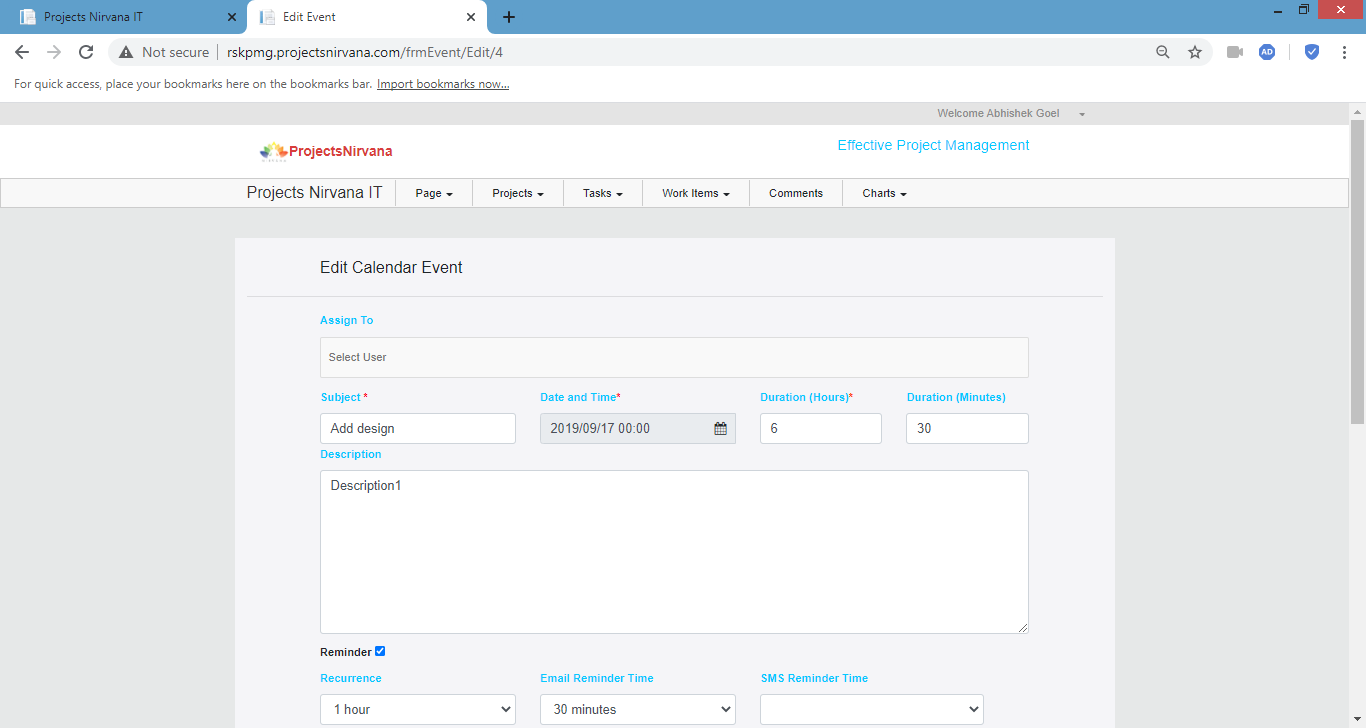 Projects Nirvana IT
Edit Event
Not secure rskpmg.projectsnirvana.com/frmEvent/Edit/4
AD
For quick access, place your bookmarks here on the bookmarks bar. Import bookmarks now...
Welcome Abhishek Goel
ProjectsNirvana
Effective Project Management
Projects Nirvana IT Page Projects Tasks Work Items Comments Charts
Edit Calendar Event
Assign To
Select User
Subject * Date and Time* Duration (Hours)* Duration (Minutes)
Add design 2019/09/17 00:00 6 30
Description
Description1
Reminder
Recurrence Email Reminder Time SMS Reminder Time
1 hour 30 minutes